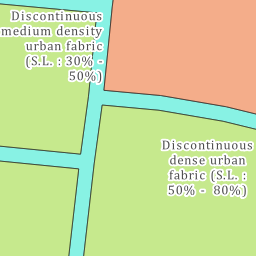 Discontinuous
medium density
urban fabric
(S.L. : 30% -
50%)
Discontinuous
dense urban
fabric (S.L. :
50% -  80%)